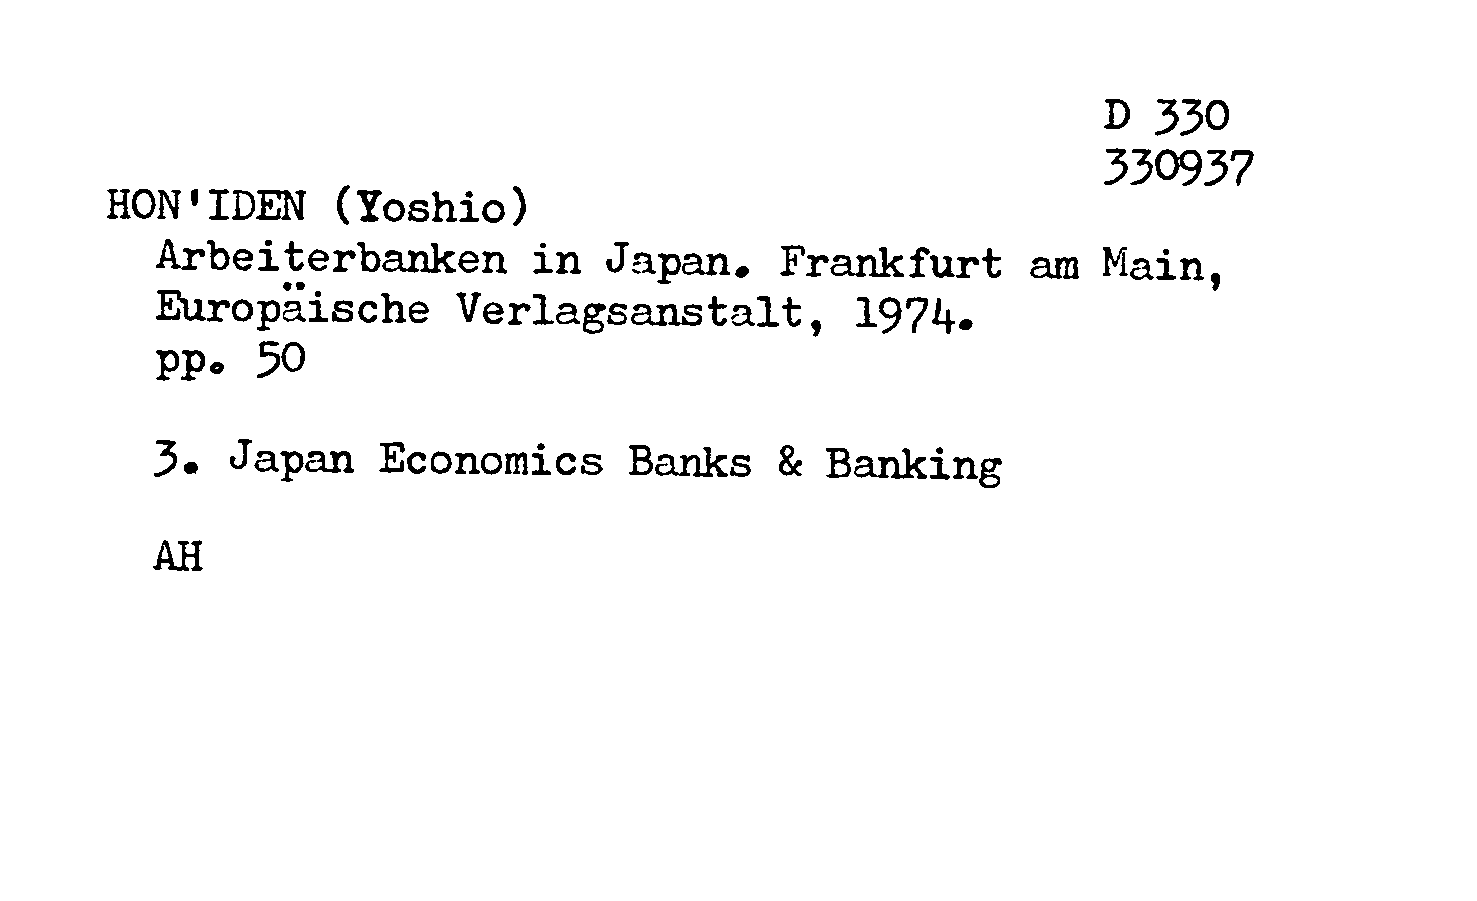 D 330
330937
HON'IDEN (Yoshio)
Arbeiterbanken in Japan. Frankfurt am Main,
Europäische Verlagsanstalt, 1974.
pp. 50
3. Japan Economics Banks & Banking
AH